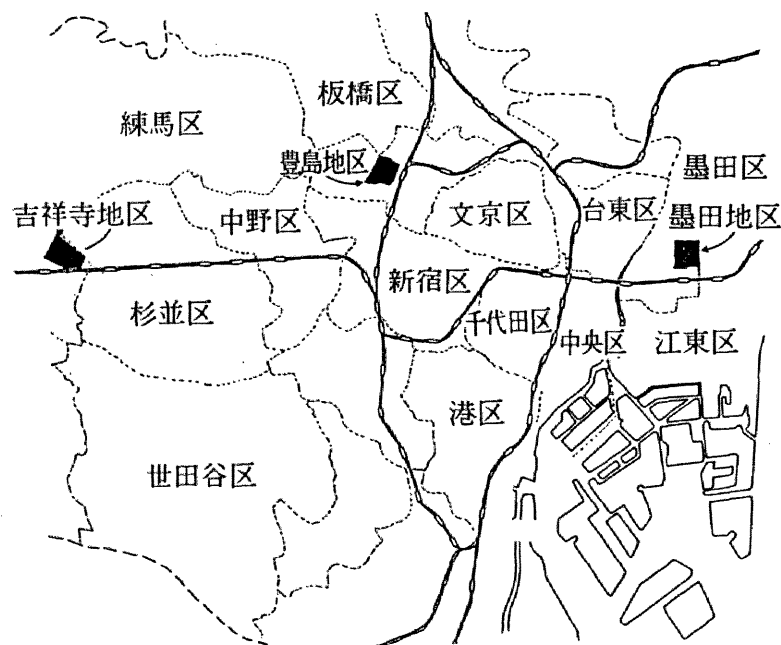 板橋区
練馬区
豊島地区
墨田区
吉祥寺地区
中野区
文京区
台東区
墨田地区
新宿区
杉並区
千代田区
中央区
江東区
港区
世田谷区